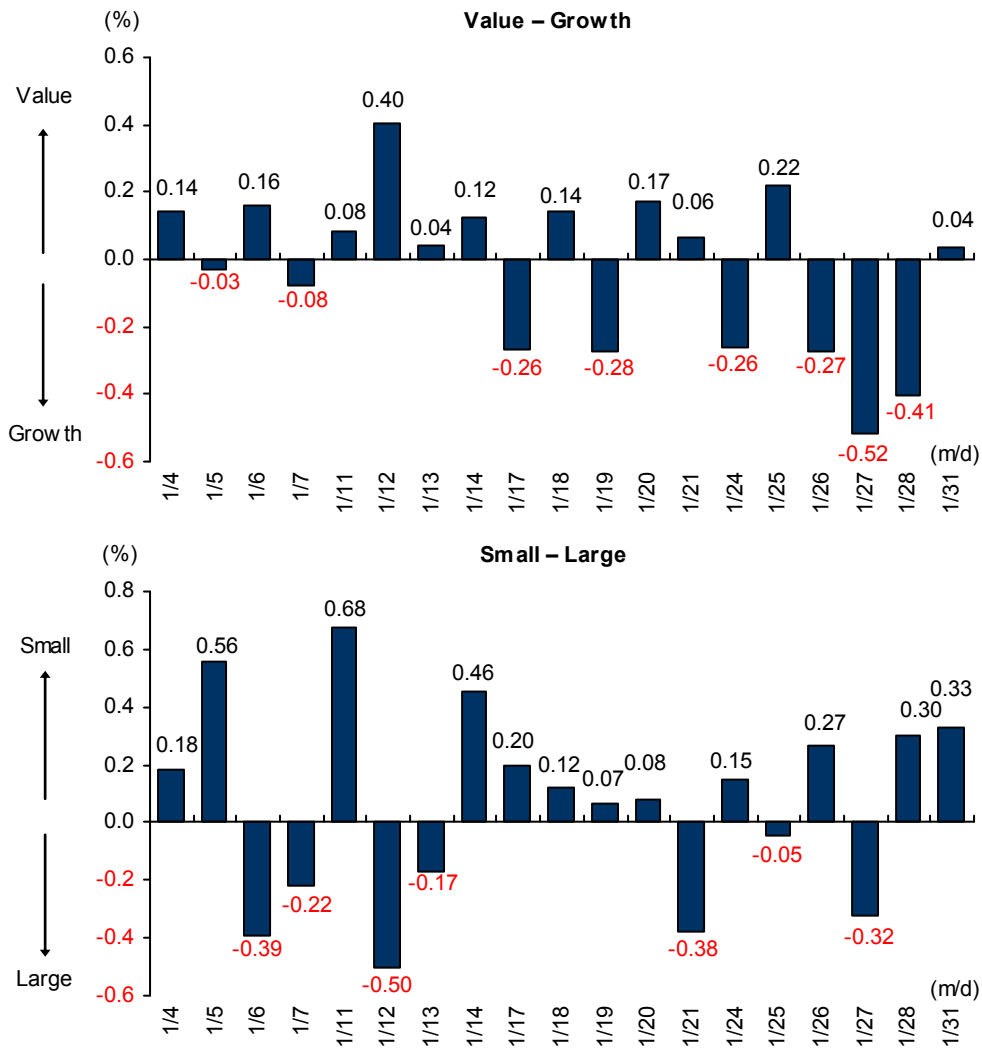 (%) Value – Growth
0.6
Value
0.4
0.2
0.0
-0.2
-0.4
Growth
-0.6
0.14 -0.03 0.16 -0.08 0.08 0.40 0.04 0.12 -0.26 0.14 -0.28 0.17 0.06 -0.26 0.22 -0.27 -0.52 -0.41 0.04
(m/d)
1/4 1/5 1/6 1/7 1/11 1/12 1/13 1/14 1/17 1/18 1/19 1/20 1/21 1/24 1/25 1/26 1/27 1/28 1/31
(%) Small – Large
0.8
Small
0.6
0.4
0.2
0.0
-0.2
-0.4
Large
-0.6
0.18 0.56 -0.39 -0.22 0.68 -0.50 -0.17 0.46 0.20 0.12 0.07 0.08 -0.38 0.15 -0.05 0.27 -0.32 0.30 0.33
(m/d)
1/4 1/5 1/6 1/7 1/11 1/12 1/13 1/14 1/17 1/18 1/19 1/20 1/21 1/24 1/25 1/26 1/27 1/28 1/31